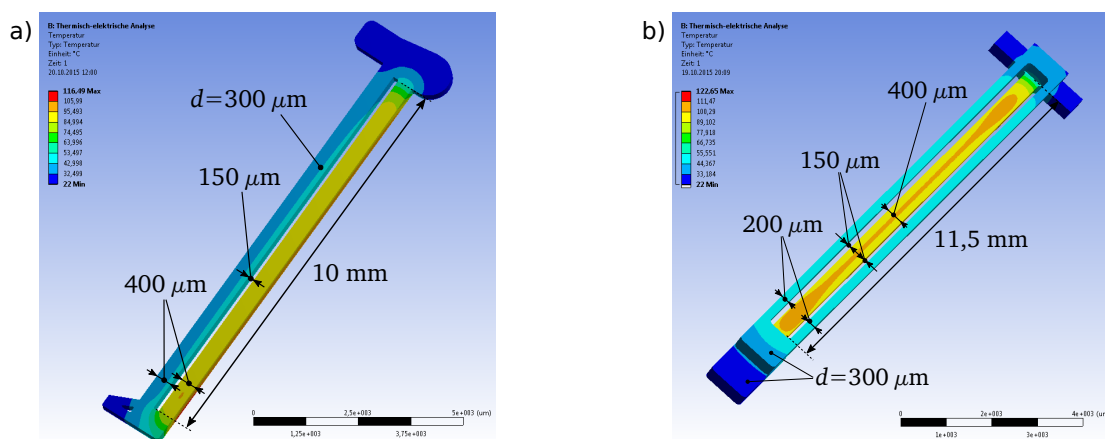 a)
B: Thermisch-elektrische Analyse
Temperatur
Typ: Temperatur
Einheit: °C
Zeit: 1
20.10.2015 12:00
116,49 Max
105,99
95,493
84,994
74,495
63,996
53,497
42,998
32,499
22 Min
d=300 µm
150 µm
400 µm
10 mm
0
2,5e+003
5e+003 (um)
1,25e+003
3,75e+003
b)
B: Thermisch-elektrische Analyse
Temperatur
Typ: Temperatur
Einheit: °C
Zeit: 1
19.10.2015 20:09
122,65 Max
111,47
100,29
89,102
77,918
66,735
55,551
44,367
33,184
22 Min
400 µm
150 µm
200 µm
11,5 mm
d=300 µm
0
2e+003
4e+003 (um)
1e+003
3e+003